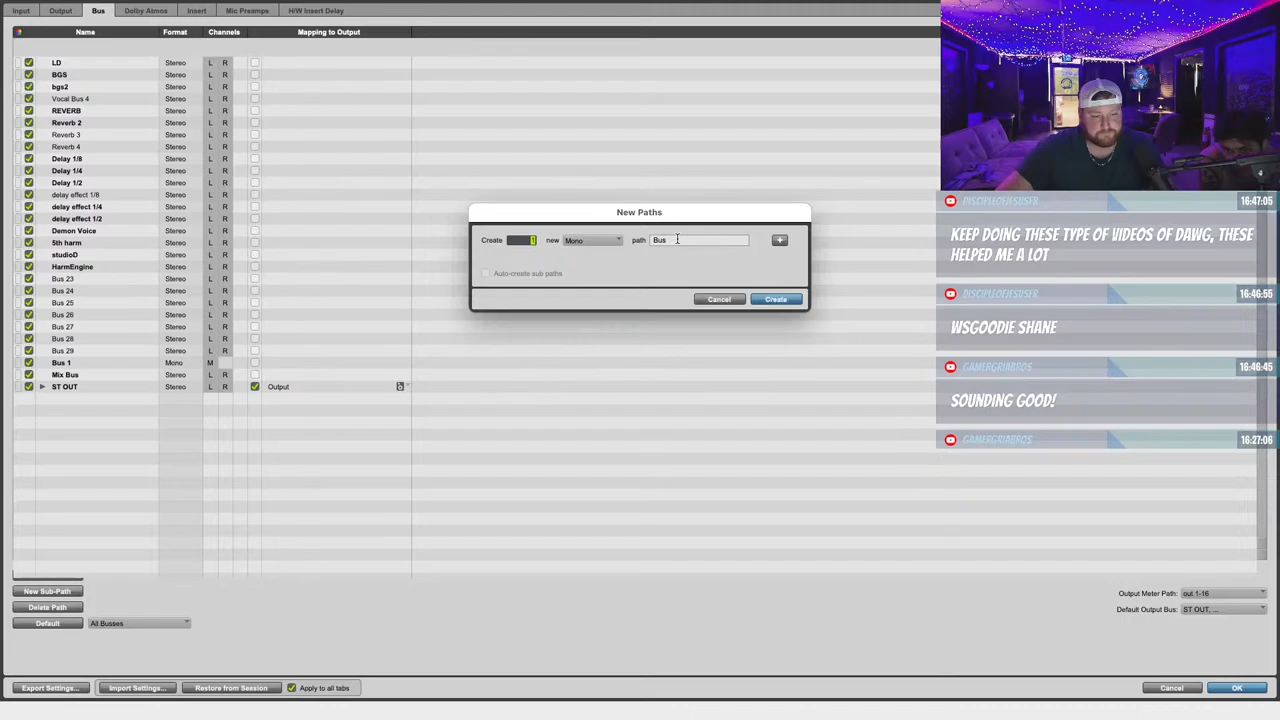 Input Output Bus Dolby Atmos Insert Mic Preamps H/W Insert Delay
Name Format Channels Mapping to Output
LD Stereo L R
BGS Stereo L R
bgs2 Stereo L R
Vocal Bus 4 Stereo L R
REVERB Stereo L R
Reverb 2 Stereo L R
Reverb 3 Stereo L R
Reverb 4 Stereo L R
Delay 1/8 Stereo L R
Delay 1/4 Stereo L R
Delay 1/2 Stereo L R
delay effect 1/8 Stereo L R
delay effect 1/4 Stereo L R
delay effect 1/2 Stereo L R
Demon Voice Stereo L R
5th harm Stereo L R
studioD Stereo L R
HarmEngine Stereo L R
Bus 23 Stereo L R
Bus 24 Stereo L R
Bus 25 Stereo L R
Bus 26 Stereo L R
Bus 27 Stereo L R
Bus 28 Stereo L R
Bus 29 Stereo L R
Bus 1 Mono M
Mix Bus Stereo L R
ST OUT Stereo L R Output
New Paths
Create 1 new Mono path Bus
Auto-create sub paths
Cancel Create
16:47:05
KEEP DOING THESE TYPE OF VIDEOS OF DAWG, THESE
HELPED ME A LOT
16:46:55
WSGOODIE SHANE
16:46:45
SOUNDING GOOD!
16:27:06
New Sub-Path
Delete Path
Default All Busses
Output Meter Path: out 1-16
Default Output Bus: ST OUT, ...
Export Settings... Import Settings... Restore from Session Apply to all tabs
Cancel OK